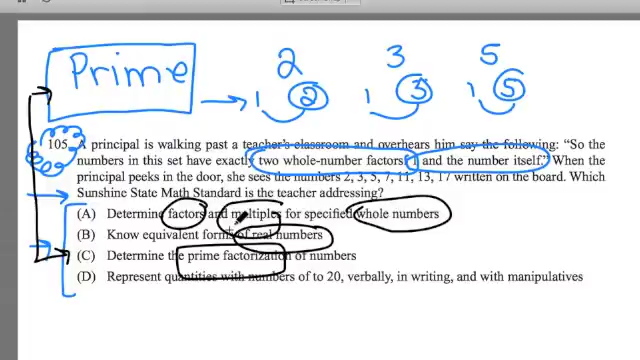 Prime
2 3 5
1 2 1 3 1 5
105. A principal is walking past a teacher's classroom and overhears him say the following: “So the
numbers in this set have exactly two whole-number factors, 1 and the number itself.” When the
principal peeks in the door, she sees the numbers 2, 3, 5, 7, 11, 13, 17 written on the board. Which
Sunshine State Math Standard is the teacher addressing?
(A) Determine factors and multiples for specified whole numbers
(B) Know equivalent forms of real numbers
(C) Determine the prime factorization of numbers
(D) Represent quantities with numbers of to 20, verbally, in writing, and with manipulatives